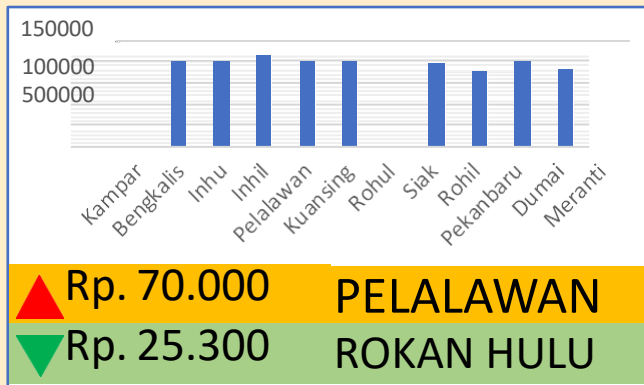 150000
100000
500000
Kampar
Bengkalis
Inhu
Inhil
Pelalawan
Kuansing
Rohul
Siak
Rohil
Pekanbaru
Dumai
Meranti
Rp. 70.000 PELALAWAN
Rp. 25.300 ROKAN HULU